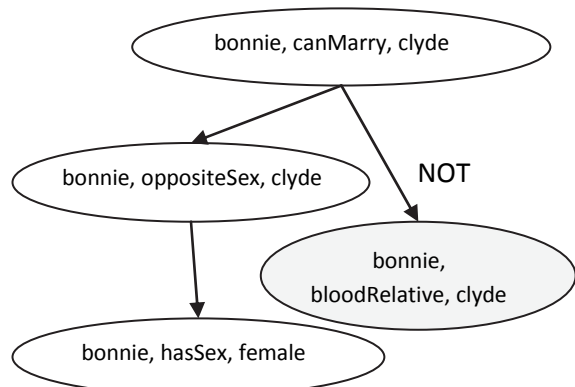 bonnie, canMarry, clyde
bonnie, oppositeSex, clyde
NOT
bonnie,
bloodRelative, clyde
bonnie, hasSex, female